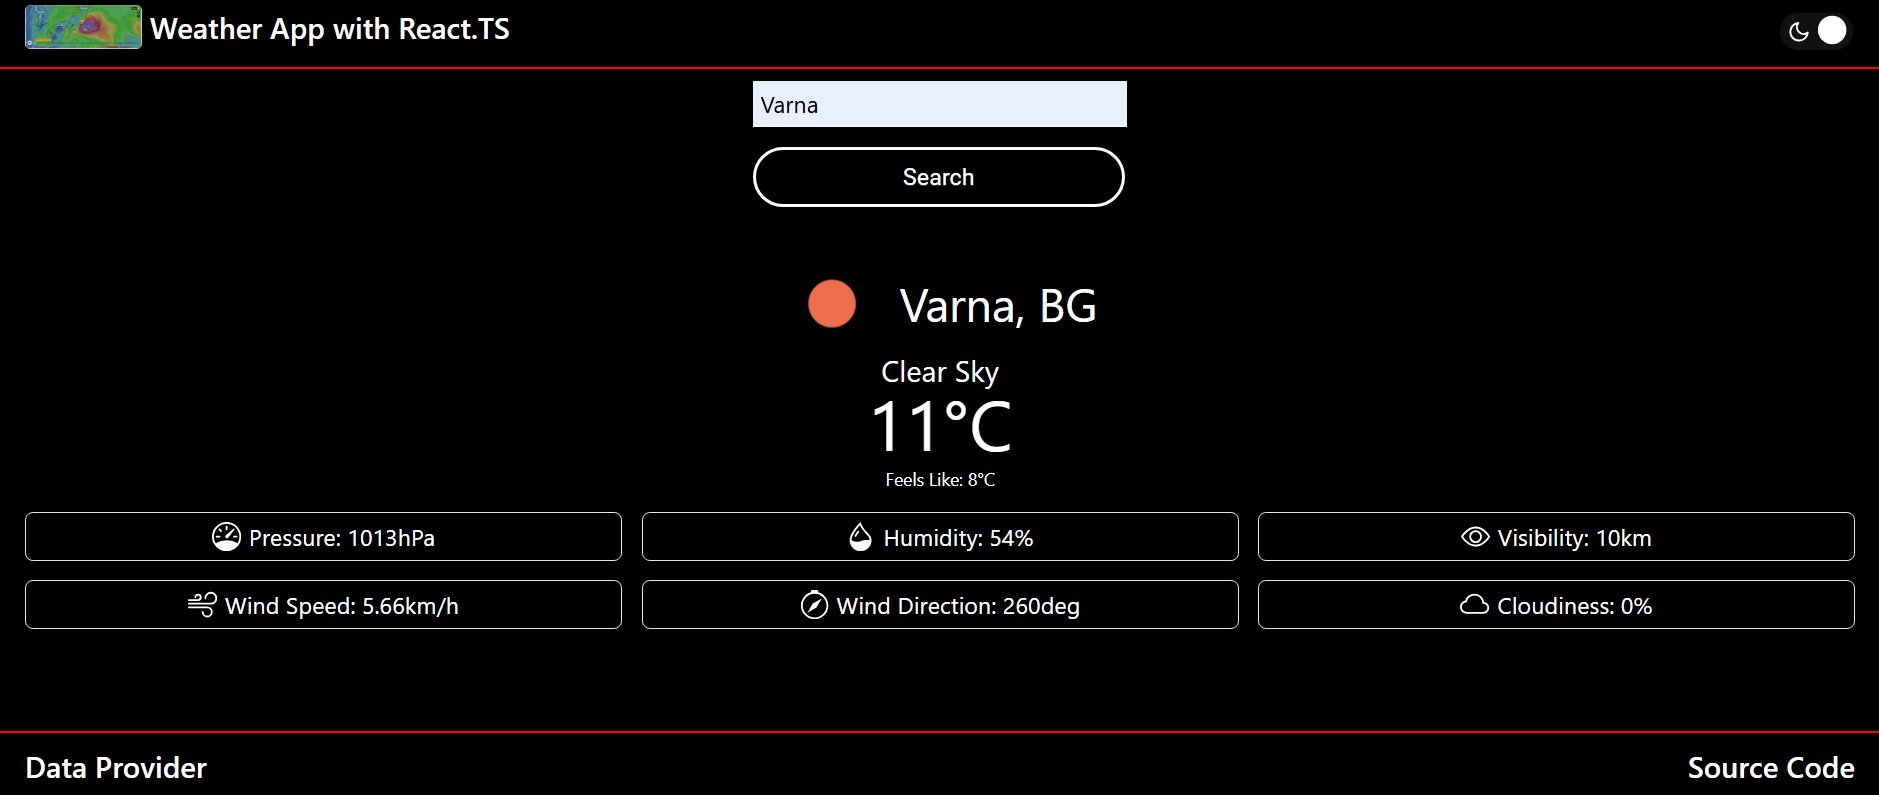 Weather App with React.TS
Varna
Search
Varna, BG
Clear Sky
11°C
Feels Like: 8°C
Pressure: 1013hPa
Humidity: 54%
Visibility: 10km
Wind Speed: 5.66km/h
Wind Direction: 260deg
Cloudiness: 0%
Data Provider
Source Code